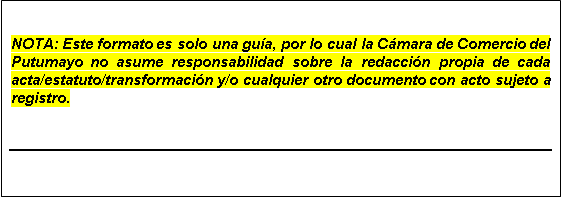 NOTA: Este formato es solo una guía, por lo cual la Cámara de Comercio del
Putumayo no asume responsabilidad sobre la redacción propia de cada
acta/estatuto/transformación y/o cualquier otro documento con acto sujeto a
registro.